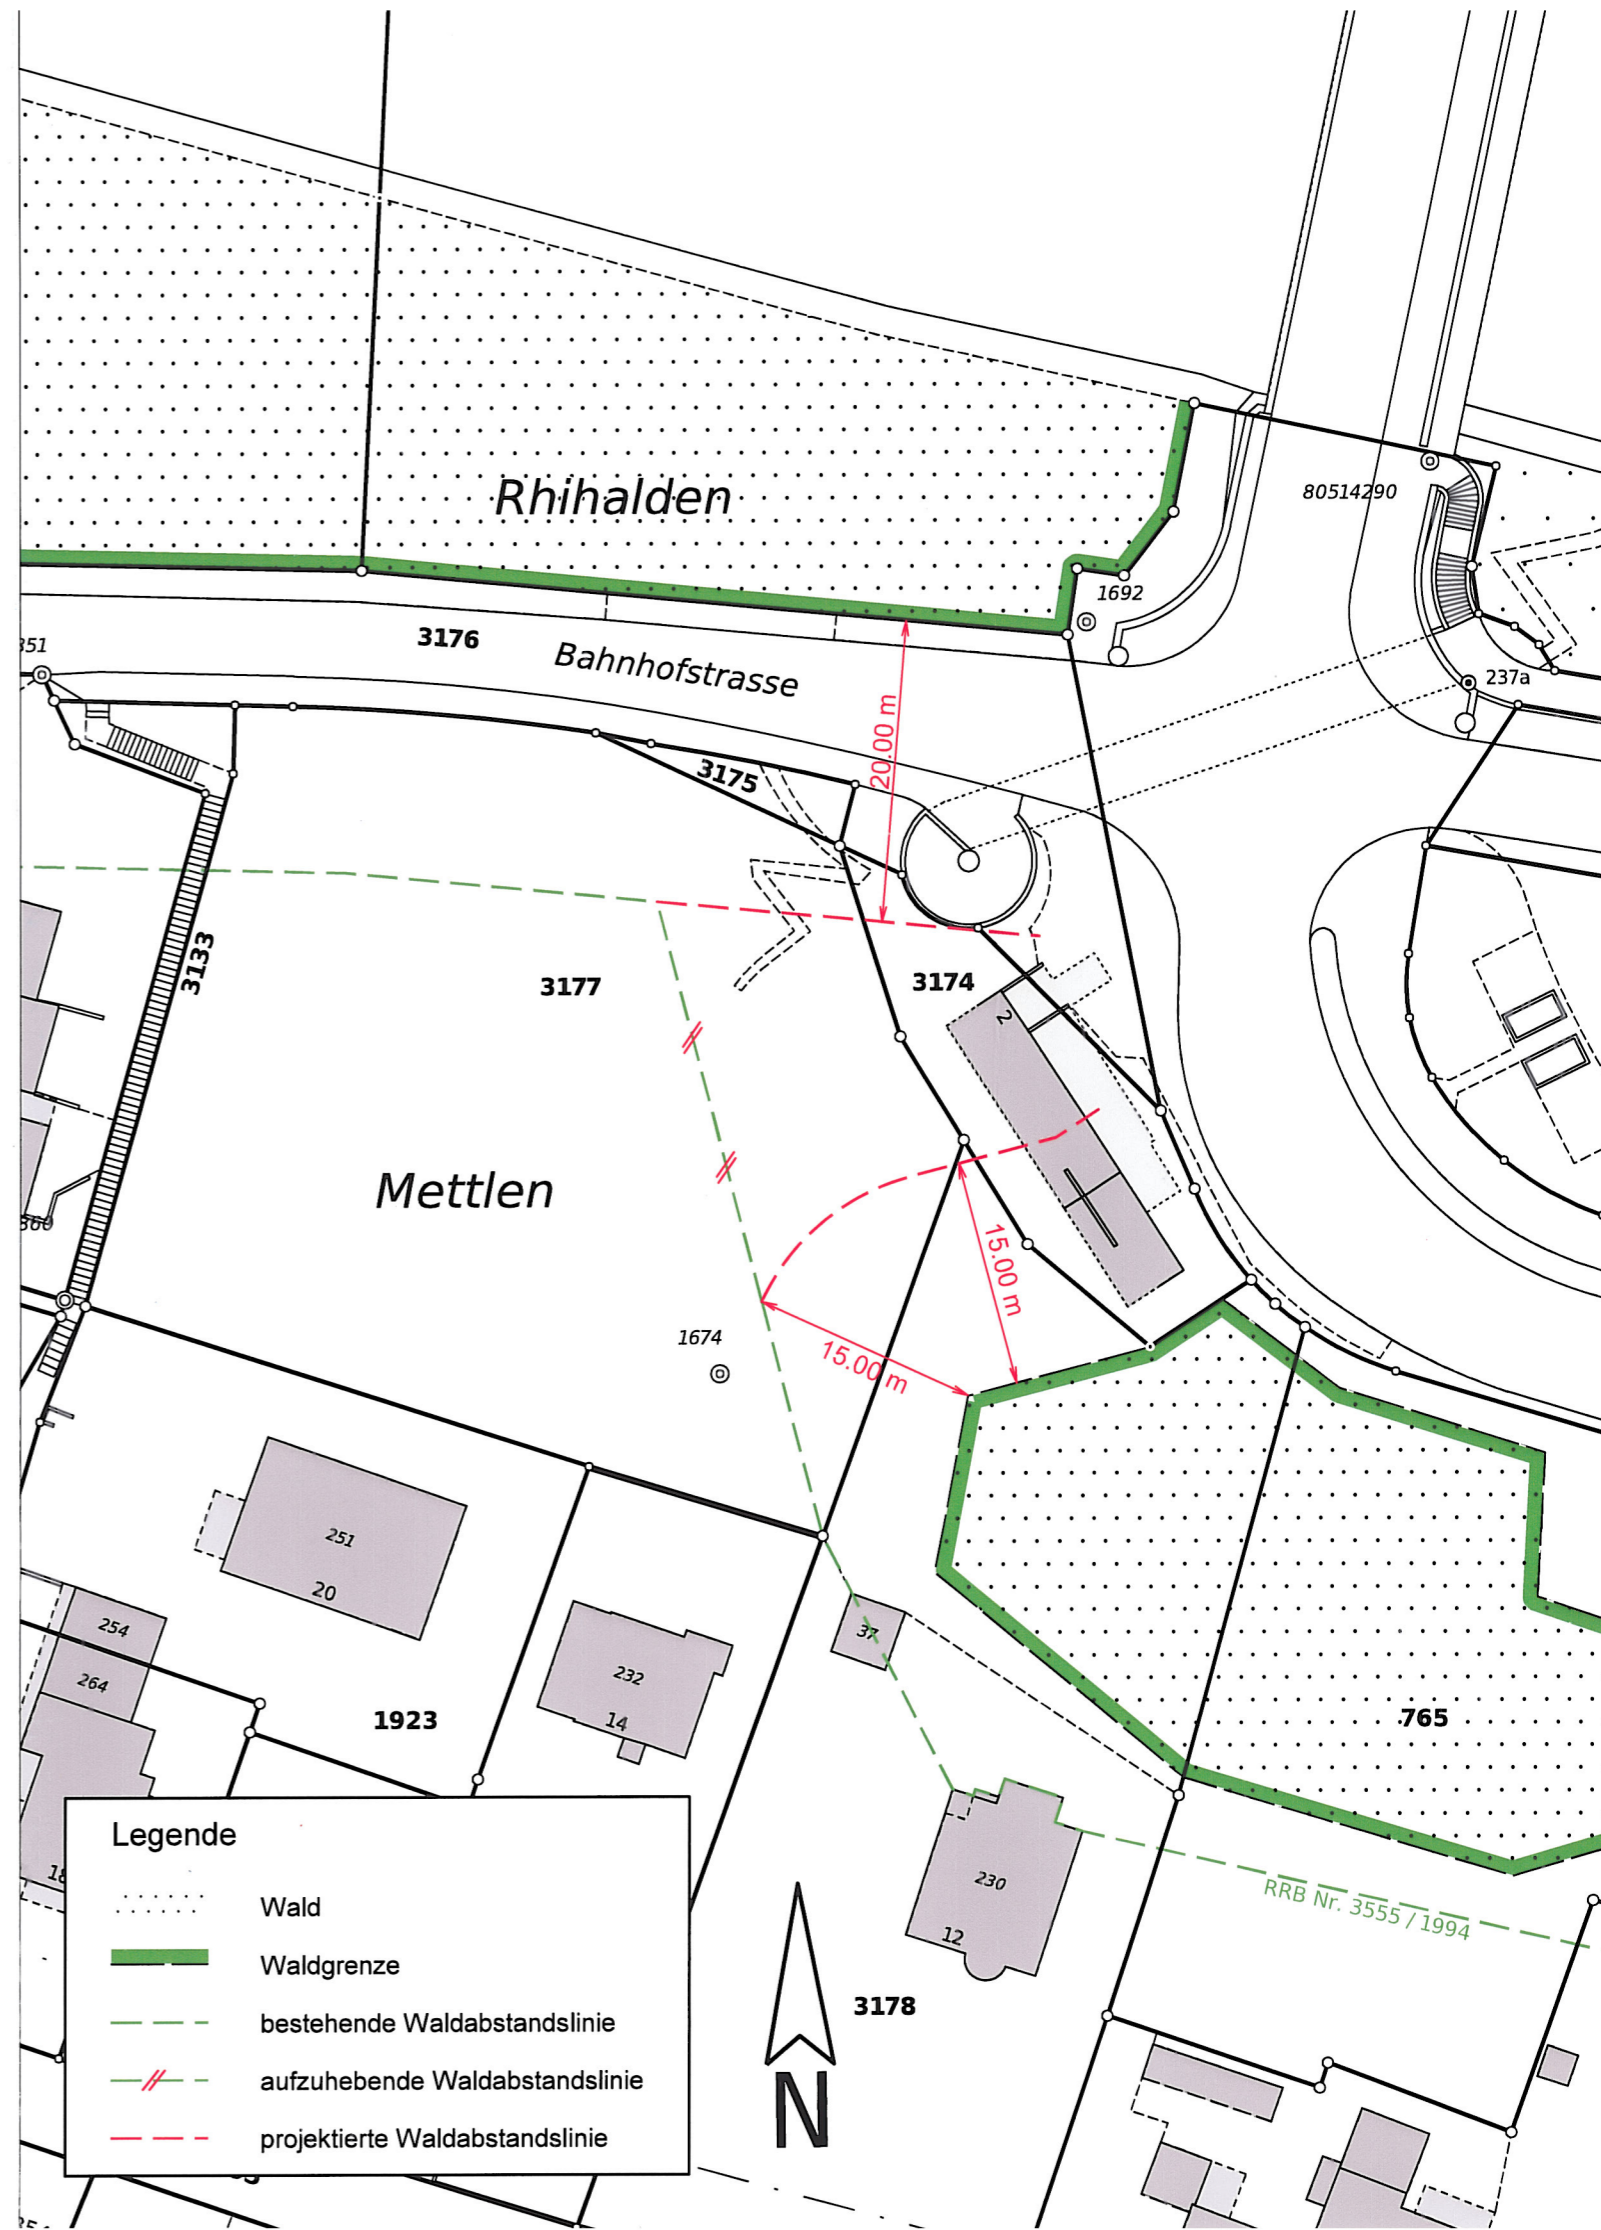 Rhihalden
80514290
1692
3176
Bahnhofstrasse
237a
20.00 m
3175
3133
3177
3174
2
Mettlen
15.00 m
1674
15.00 m
251
20
37
254
232
264
14
1923
765
230
RRB Nr. 3555 / 1994
12
3178
Legende
Wald
Waldgrenze
bestehende Waldabstandslinie
aufzuhebende Waldabstandslinie
projektierte Waldabstandslinie
N